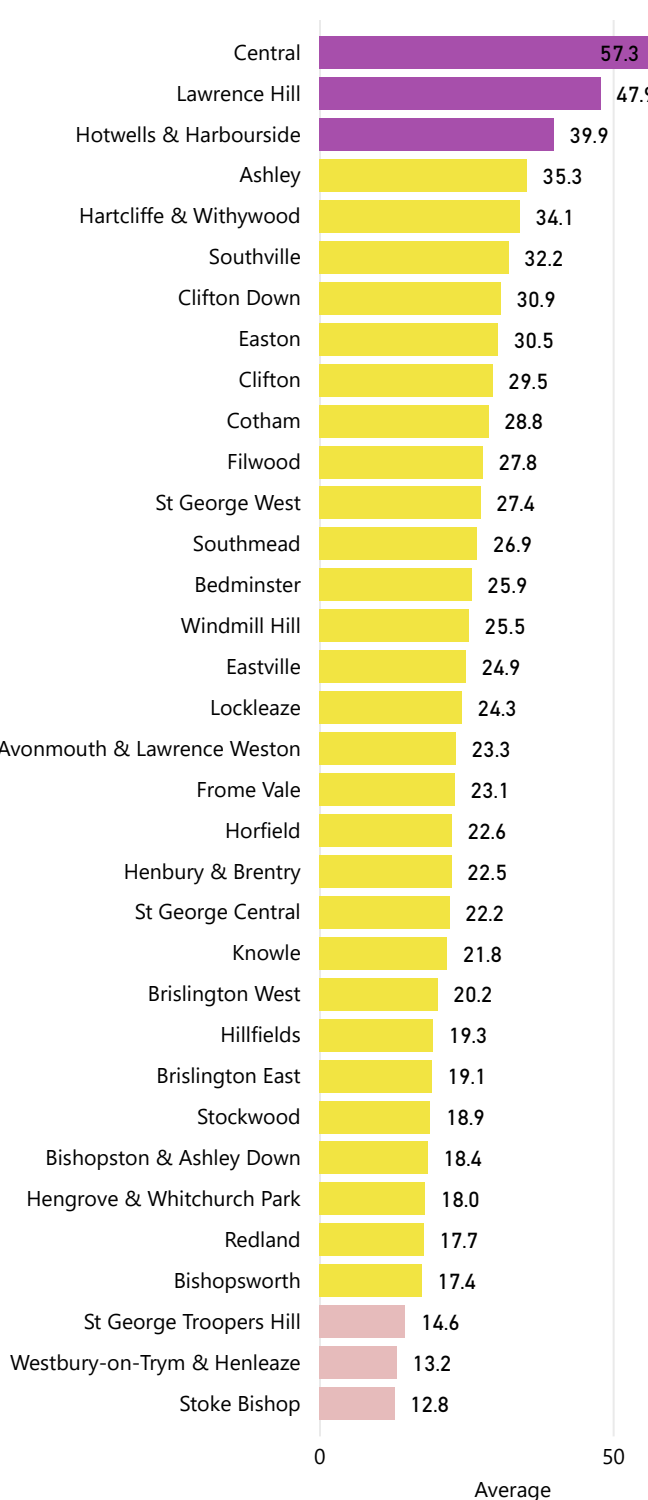 Central 57.3
Lawrence Hill 47.9
Hotwells & Harbourside 39.9
Ashley 35.3
Hartcliffe & Withywood 34.1
Southville 32.2
Clifton Down 30.9
Easton 30.5
Clifton 29.5
Cotham 28.8
Filwood 27.8
St George West 27.4
Southmead 26.9
Bedminster 25.9
Windmill Hill 25.5
Eastville 24.9
Lockleaze 24.3
Avonmouth & Lawrence Weston 23.3
Frome Vale 23.1
Horfield 22.6
Henbury & Brentry 22.5
St George Central 22.2
Knowle 21.8
Brislington West 20.2
Hillfields 19.3
Brislington East 19.1
Stockwood 18.9
Bishopston & Ashley Down 18.4
Hengrove & Whitchurch Park 18.0
Redland 17.7
Bishopsworth 17.4
St George Troopers Hill 14.6
Westbury-on-Trym & Henleaze 13.2
Stoke Bishop 12.8
0 50
Average